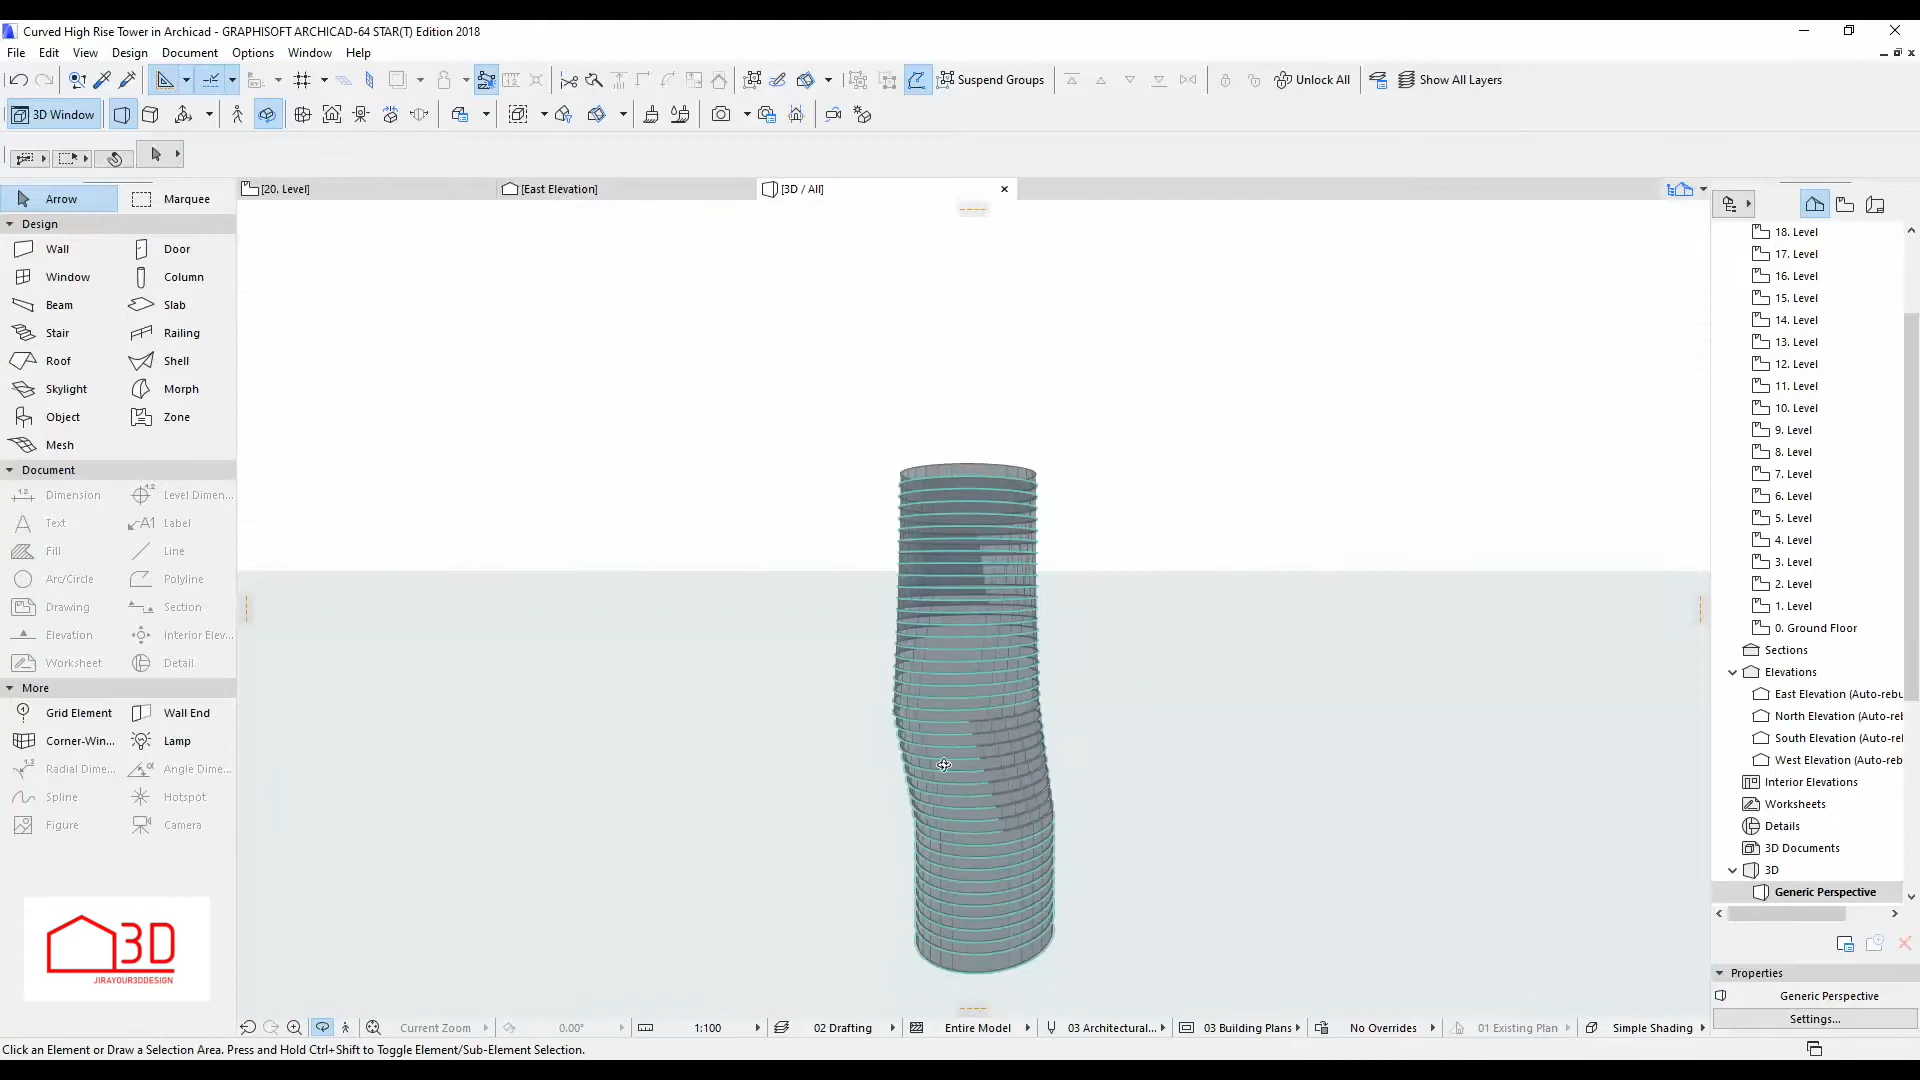 Curved High Rise Tower in Archicad - GRAPHISOFT ARCHICAD-64 STAR(T) Edition 2018
File Edit View Design Document Options Window Help
Suspend Groups Unlock All Show All Layers
3D Window
[20. Level] [East Elevation] [3D / All]
Arrow Marquee
Design
Wall Door
Window Column
Beam Slab
Stair Railing
Roof Shell
Skylight Morph
Object Zone
Mesh
Document
Dimension Level Dimen...
Text Label
Fill Line
Arc/Circle Polyline
Drawing Section
Elevation Interior Elev...
Worksheet Detail
More
Grid Element Wall End
Corner-Win... Lamp
Radial Dime... Angle Dime...
Spline Hotspot
Figure Camera
3D
JIRAYOUR3DDESIGN
18. Level
17. Level
16. Level
15. Level
14. Level
13. Level
12. Level
11. Level
10. Level
9. Level
8. Level
7. Level
6. Level
5. Level
4. Level
3. Level
2. Level
1. Level
0. Ground Floor
Sections
Elevations
East Elevation (Auto-rebu
North Elevation (Auto-rel
South Elevation (Auto-rel
West Elevation (Auto-reb
Interior Elevations
Worksheets
Details
3D Documents
3D
Generic Perspective
Properties
Generic Perspective
Settings...
Current Zoom 0.00° 1:100 02 Drafting Entire Model 03 Architectural... 03 Building Plans No Overrides 01 Existing Plan Simple Shading
Click an Element or Draw a Selection Area. Press and Hold Ctrl+Shift to Toggle Element/Sub-Element Selection.